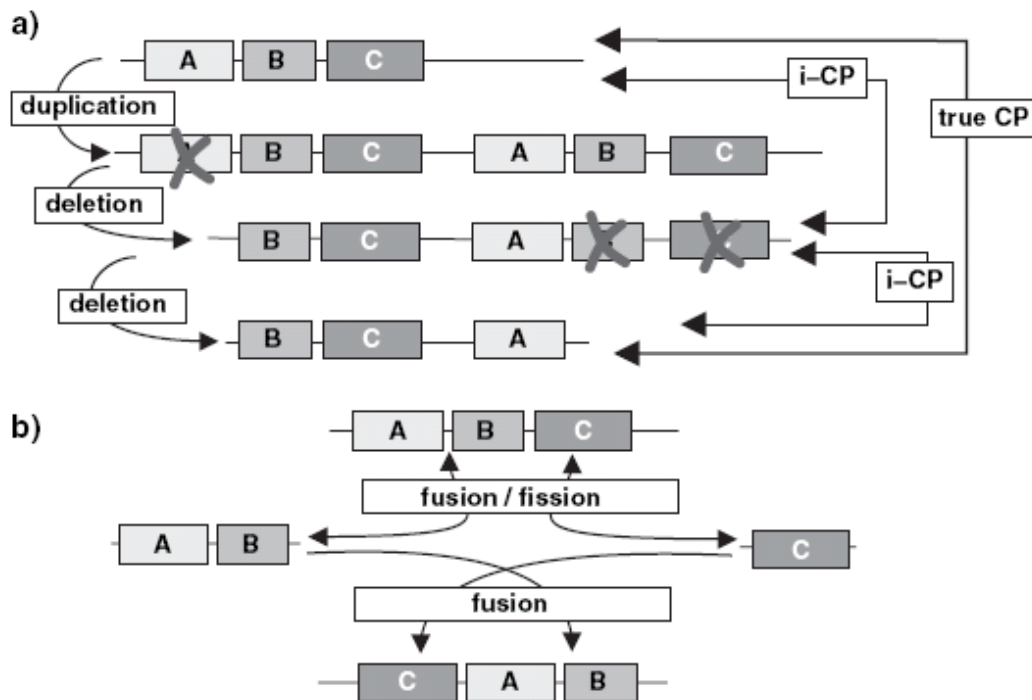 a)
A B C
i–CP
duplication
true CP
B C A B C
deletion
B C A
i–CP
deletion
B C A
b)
A B C
fusion / fission
A B
C
fusion
C A B